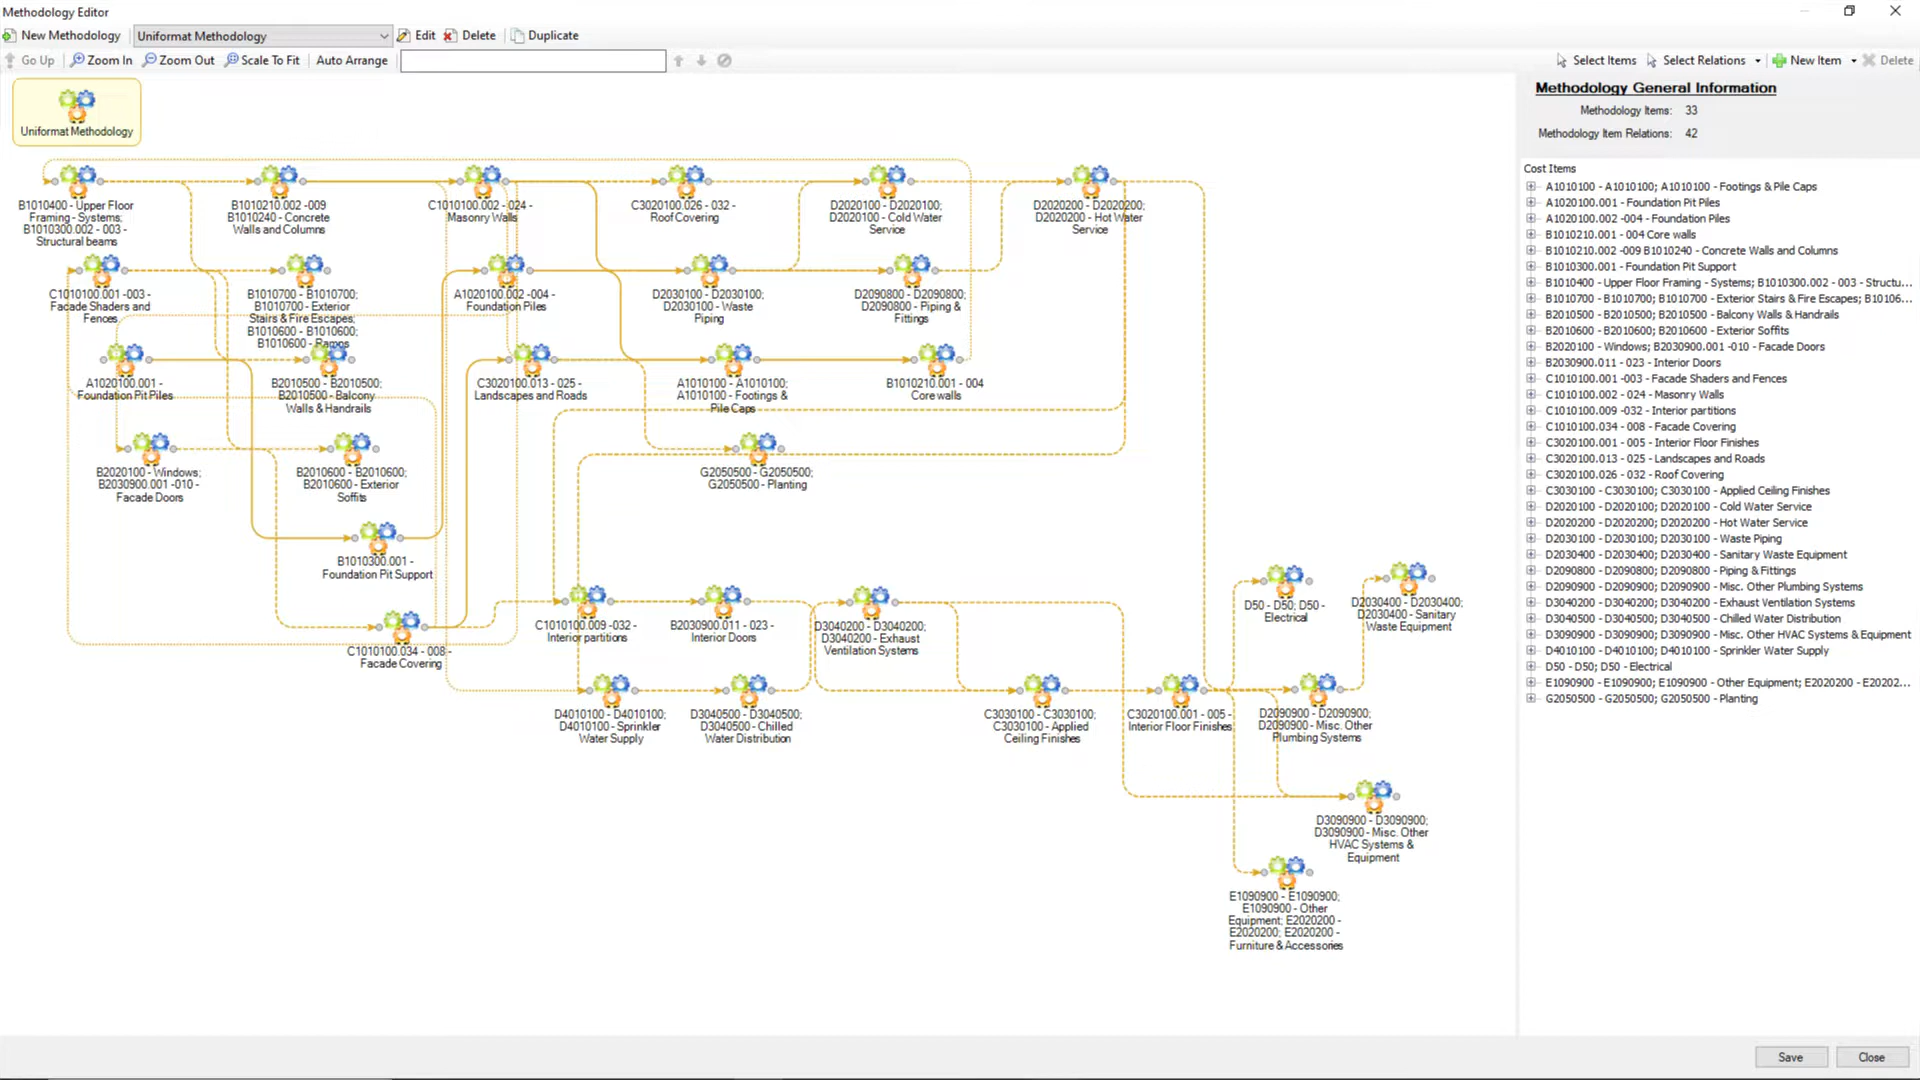 Methodology Editor
New Methodology Uniformat Methodology Edit Delete Duplicate
Go Up Zoom In Zoom Out Scale To Fit Auto Arrange Select Items Select Relations New Item Delete
Uniformat Methodology
B1010400 - Upper Floor
Framing - Systems;
B1010300.002 - 003 -
Structural beams
B1010210.002 -009
B1010240 - Concrete
Walls and Columns
C1010100.002 - 024 -
Masonry Walls
C3020100.026 - 032 -
Roof Covering
D2020100 - D2020100;
D2020100 - Cold Water
Service
D2020200 - D2020200;
D2020200 - Hot Water
Service
C1010100.001 -003 -
Facade Shaders and
Fences
B1010700 - B1010700;
B1010700 - Exterior
Stairs & Fire Escapes;
B1010600 - B1010600;
B1010600 - Ramps
A1020100.002 -004 -
Foundation Piles
D2030100 - D2030100;
D2030100 - Waste
Piping
D2090800 - D2090800;
D2090800 - Piping &
Fittings
A1020100.001 -
Foundation Pit Piles
B2010500 - B2010500;
B2010500 - Balcony
Walls & Handrails
C3020100.013 - 025 -
Landscapes and Roads
A1010100 - A1010100;
A1010100 - Footings &
Pile Caps
B1010210.001 - 004
Core walls
B2020100 - Windows;
B2030900.001 -010 -
Facade Doors
B2010600 - B2010600;
B2010600 - Exterior
Soffits
G2050500 - G2050500;
G2050500 - Planting
B1010300.001 -
Foundation Pit Support
C1010100.034 - 008 -
Facade Covering
C1010100.009 -032 -
Interior partitions
B2030900.011 - 023 -
Interior Doors
D3040200 - D3040200;
D3040200 - Exhaust
Ventilation Systems
D50 - D50; D50 -
Electrical
D2030400 - D2030400;
D2030400 - Sanitary
Waste Equipment
D4010100 - D4010100;
D4010100 - Sprinkler
Water Supply
D3040500 - D3040500;
D3040500 - Chilled
Water Distribution
C3030100 - C3030100;
C3030100 - Applied
Ceiling Finishes
C3020100.001 - 005 -
Interior Floor Finishes
D2090900 - D2090900;
D2090900 - Misc. Other
Plumbing Systems
D3090900 - D3090900;
D3090900 - Misc. Other
HVAC Systems &
Equipment
E1090900 - E1090900;
E1090900 - Other
Equipment; E2020200 -
E2020200; E2020200 -
Furniture & Accessories
Methodology General Information
Methodology Items: 33
Methodology Item Relations: 42
Cost Items
A1010100 - A1010100; A1010100 - Footings & Pile Caps
A1020100.001 - Foundation Pit Piles
A1020100.002 -004 - Foundation Piles
B1010210.001 - 004 Core walls
B1010210.002 -009 B1010240 - Concrete Walls and Columns
B1010300.001 - Foundation Pit Support
B1010400 - Upper Floor Framing - Systems; B1010300.002 - 003 - Structu...
B1010700 - B1010700; B1010700 - Exterior Stairs & Fire Escapes; B10106...
B2010500 - B2010500; B2010500 - Balcony Walls & Handrails
B2010600 - B2010600; B2010600 - Exterior Soffits
B2020100 - Windows; B2030900.001 -010 - Facade Doors
B2030900.011 - 023 - Interior Doors
C1010100.001 -003 - Facade Shaders and Fences
C1010100.002 - 024 - Masonry Walls
C1010100.009 -032 - Interior partitions
C1010100.034 - 008 - Facade Covering
C3020100.001 - 005 - Interior Floor Finishes
C3020100.013 - 025 - Landscapes and Roads
C3020100.026 - 032 - Roof Covering
C3030100 - C3030100; C3030100 - Applied Ceiling Finishes
D2020100 - D2020100; D2020100 - Cold Water Service
D2020200 - D2020200; D2020200 - Hot Water Service
D2030100 - D2030100; D2030100 - Waste Piping
D2030400 - D2030400; D2030400 - Sanitary Waste Equipment
D2090800 - D2090800; D2090800 - Piping & Fittings
D2090900 - D2090900; D2090900 - Misc. Other Plumbing Systems
D3040200 - D3040200; D3040200 - Exhaust Ventilation Systems
D3040500 - D3040500; D3040500 - Chilled Water Distribution
D3090900 - D3090900; D3090900 - Misc. Other HVAC Systems & Equipment
D4010100 - D4010100; D4010100 - Sprinkler Water Supply
D50 - D50; D50 - Electrical
E1090900 - E1090900; E1090900 - Other Equipment; E2020200 - E20202...
G2050500 - G2050500; G2050500 - Planting
Save Close